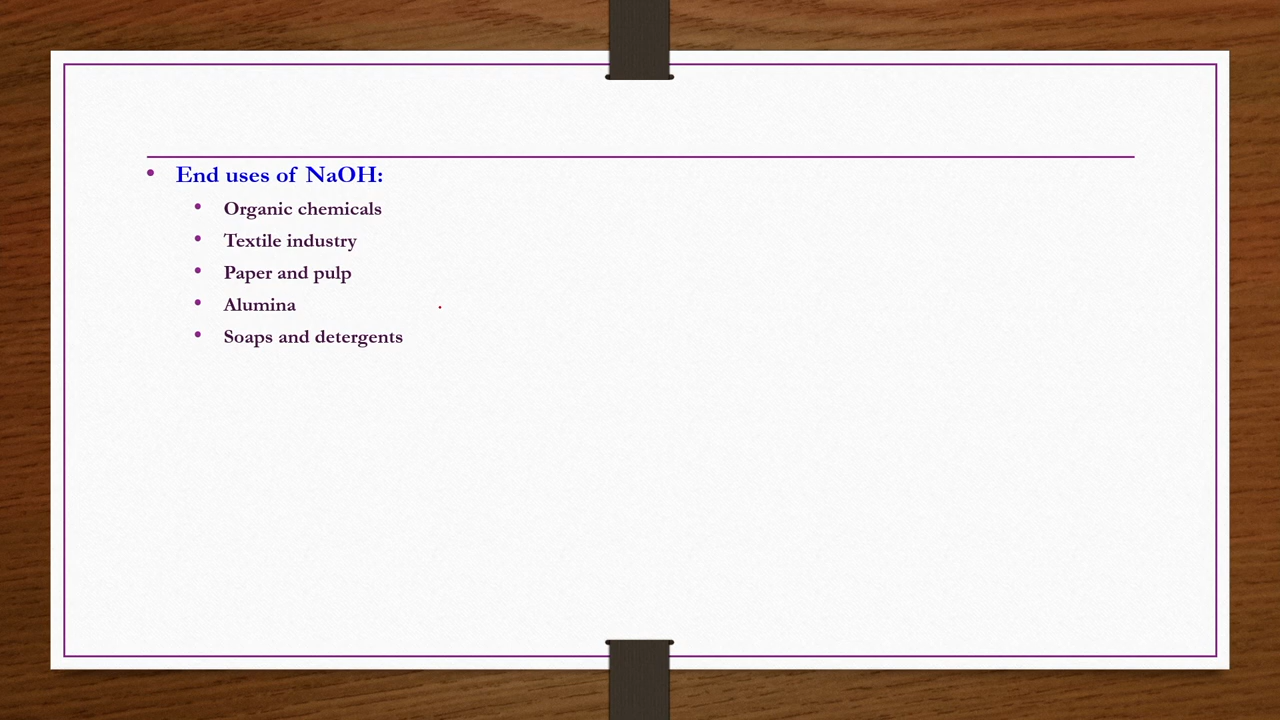 • End uses of NaOH:
• Organic chemicals
• Textile industry
• Paper and pulp
• Alumina
• Soaps and detergents